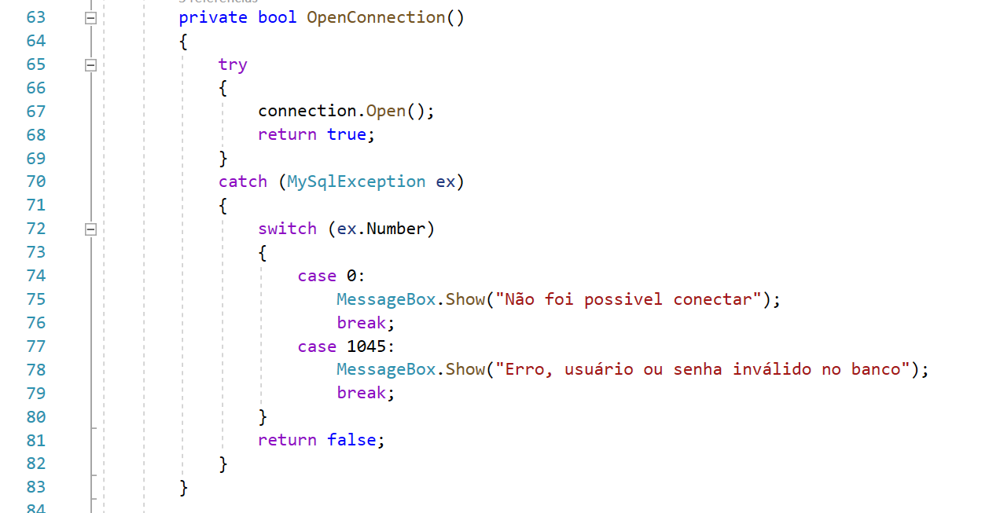 63 private bool OpenConnection()
64 {
65 try
66 {
67 connection.Open();
68 return true;
69 }
70 catch (MySqlException ex)
71 {
72 switch (ex.Number)
73 {
74 case 0:
75 MessageBox.Show("Não foi possivel conectar");
76 break;
77 case 1045:
78 MessageBox.Show("Erro, usuário ou senha inválido no banco");
79 break;
80 }
81 return false;
82 }
83 }
84